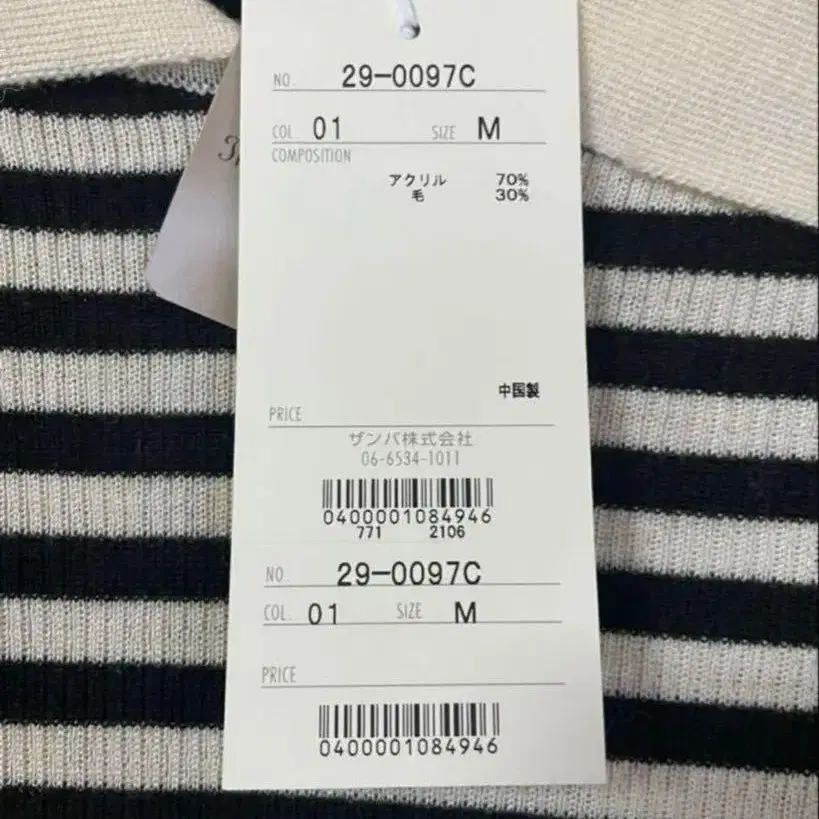 NO. 29-0097C
COL. 01 SIZE M
COMPOSITION
アクリル 70%
毛 30%
中国製
PRICE
ザンパ株式会社
06-6534-1011
0400001084946
771 2106
NO. 29-0097C
COL. 01 SIZE M
PRICE
0400001084946